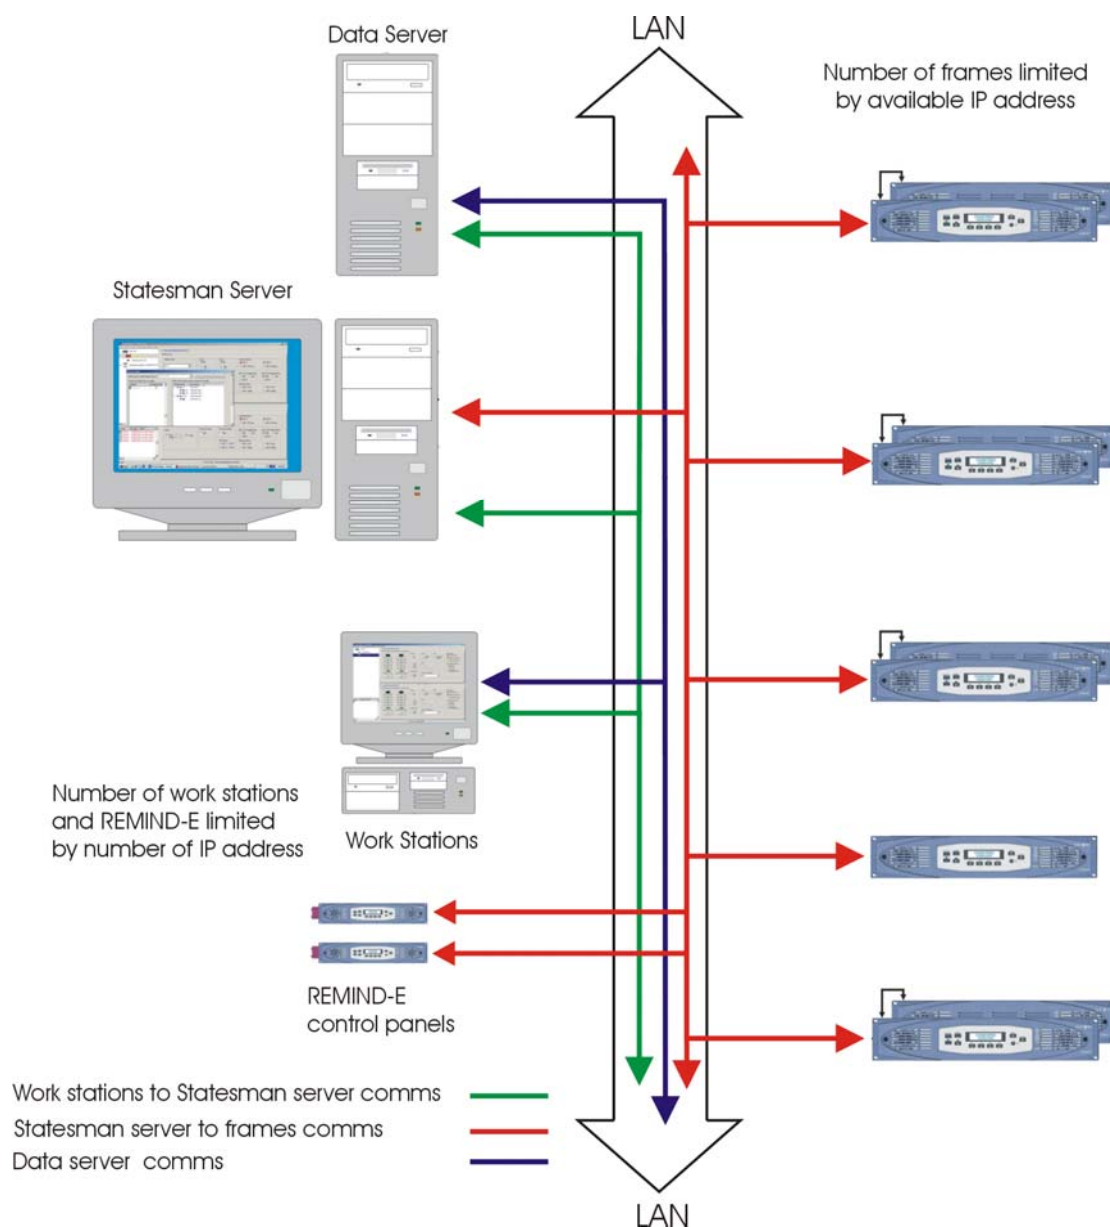 LAN
Data Server
Number of frames limited
by available IP address
Statesman Server
Number of work stations
and REMIND-E limited
by number of IP address
Work Stations
REMIND-E
control panels
Work stations to Statesman server comms
Statesman server to frames comms
Data server comms
LAN